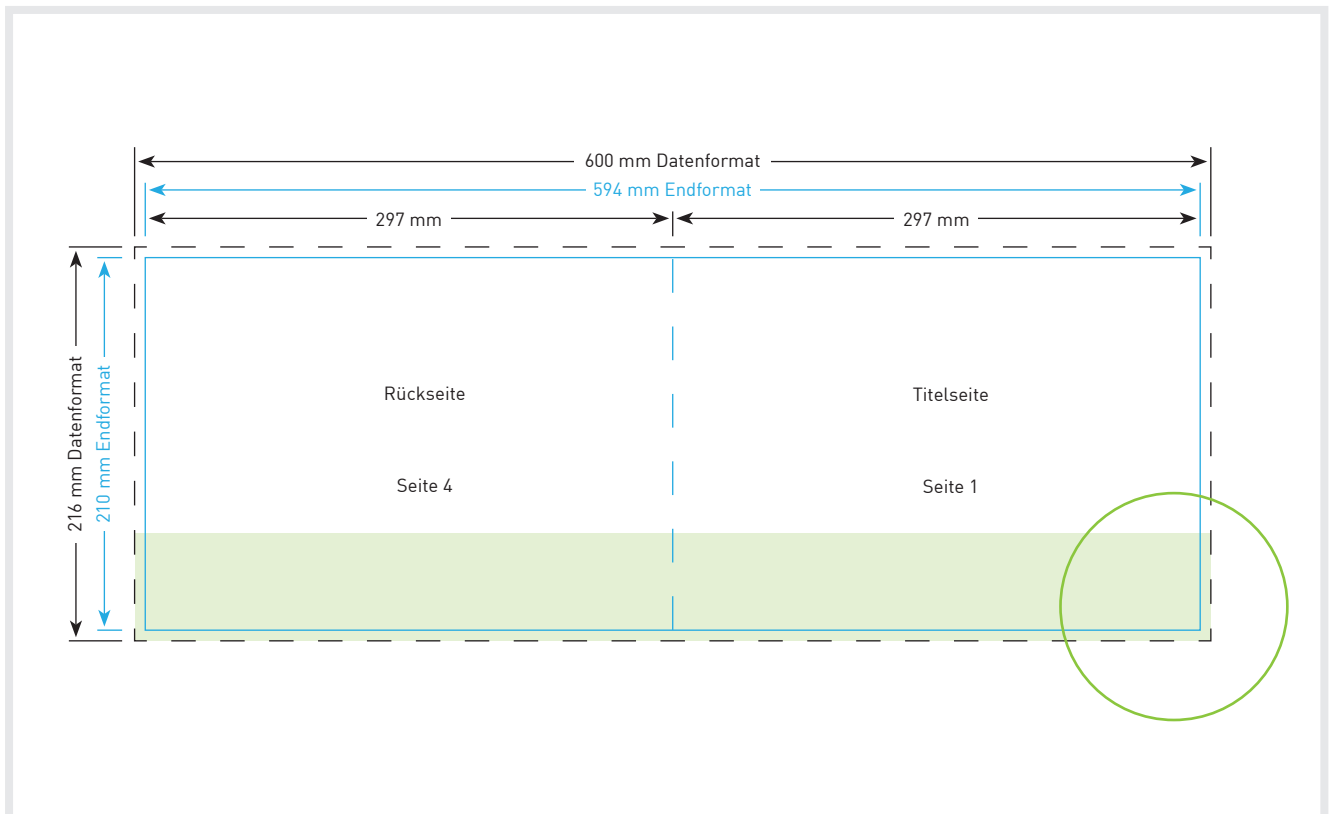 600 mm Datenformat
594 mm Endformat
297 mm
297 mm
216 mm Datenformat
210 mm Endformat
Rückseite
Titelseite
Seite 4
Seite 1